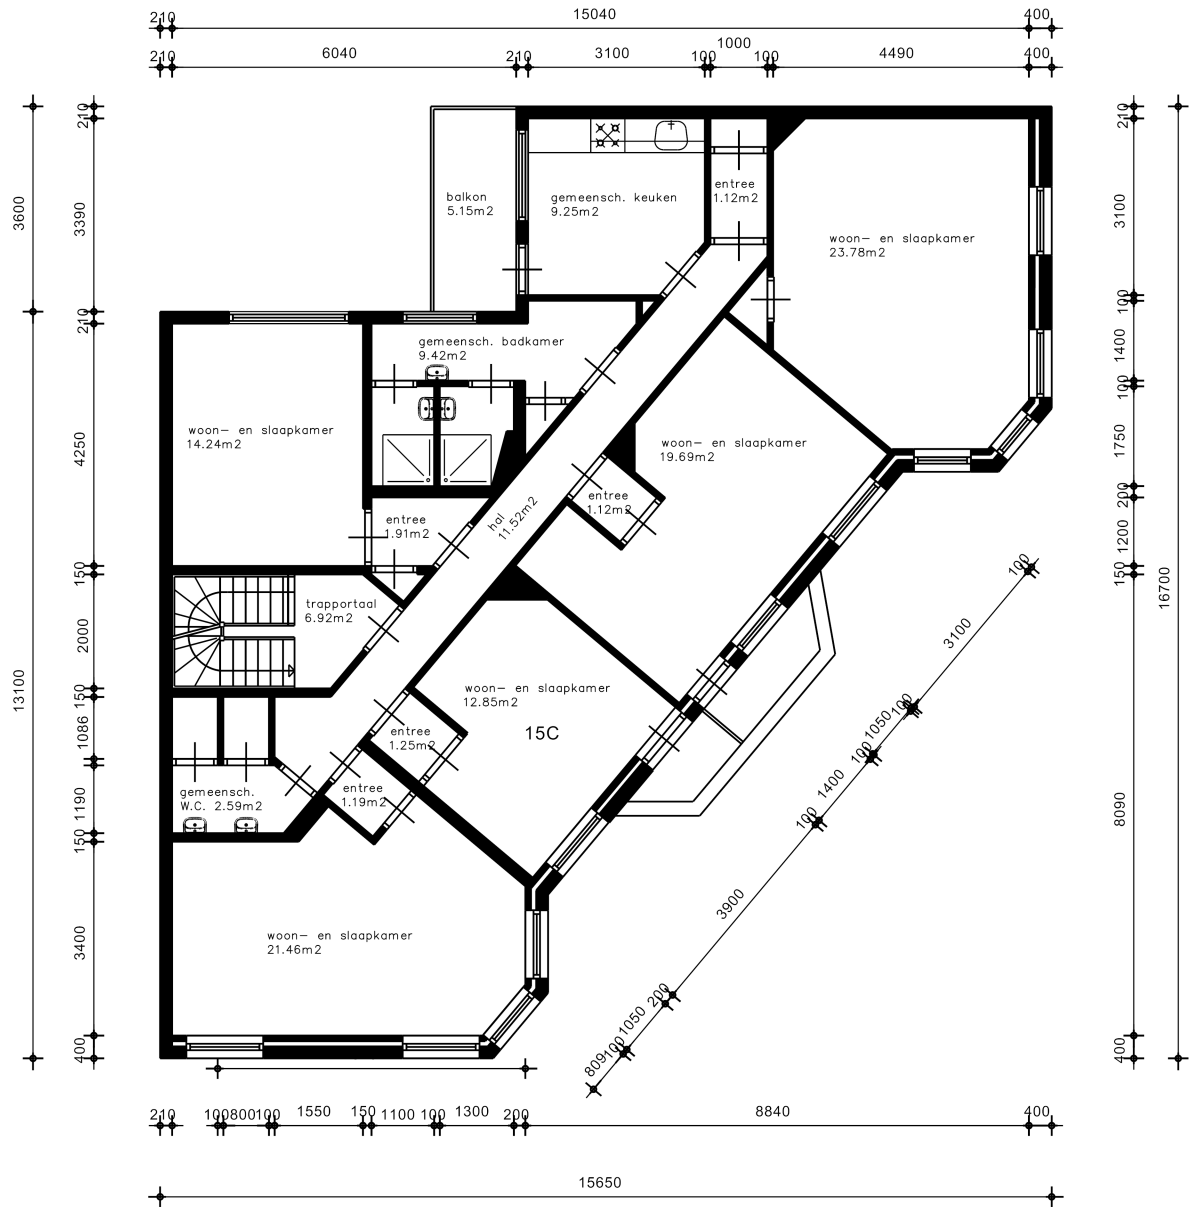 210
15040
400
210
6040
210
3100
100
1000
100
4490
400
3600
210
3390
210
13100
4250
150
2000
150
1086
1190
150
3400
400
balkon
5.15m2
gemeensch. keuken
9.25m2
entree
1.12m2
woon- en slaapkamer
23.78m2
gemeensch. badkamer
9.42m2
woon- en slaapkamer
14.24m2
woon- en slaapkamer
19.69m2
entree
1.12m2
hal
11.52m2
entree
1.91m2
trapportaal
6.92m2
woon- en slaapkamer
12.85m2
15C
entree
1.25m2
entree
1.19m2
gemeensch.
W.C. 2.59m2
woon- en slaapkamer
21.46m2
210
3100
100
1400
100
1750
200
1200
150
16700
8090
400
100
3100
100
1050
100
1400
100
3900
200
1050
100
809
210
100
800
100
1550
150
1100
100
1300
200
8840
400
15650